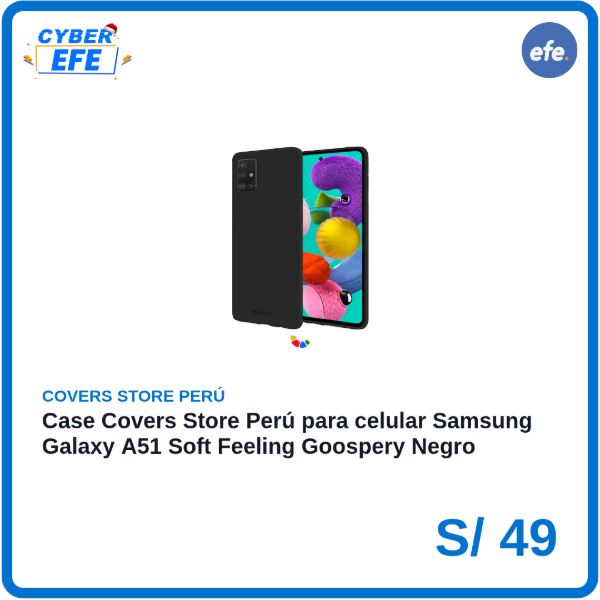 CYBER
EFE
efe.
COVERS STORE PERÚ
Case Covers Store Perú para celular Samsung
Galaxy A51 Soft Feeling Goospery Negro
S/ 49